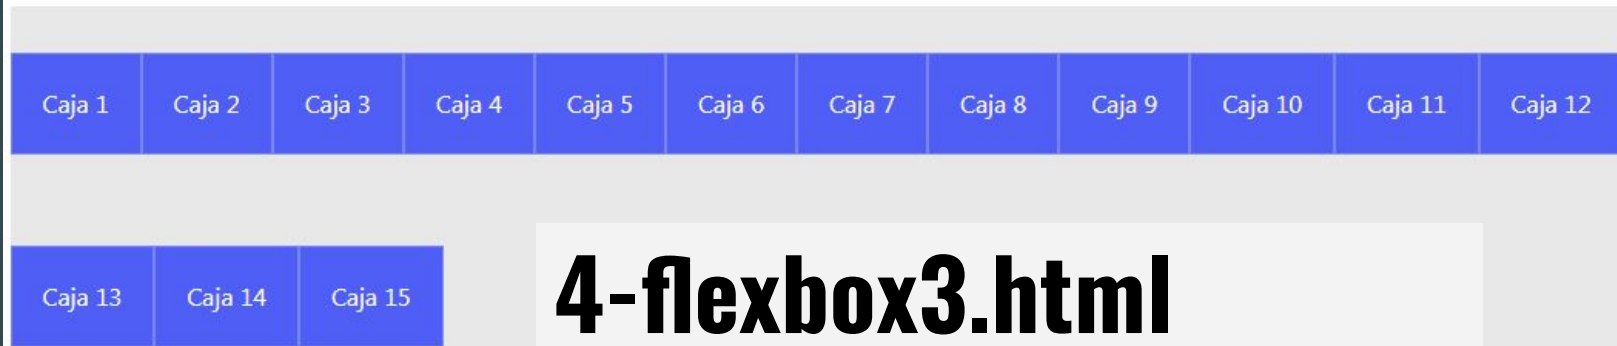 Caja 1 Caja 2 Caja 3 Caja 4 Caja 5 Caja 6 Caja 7 Caja 8 Caja 9 Caja 10 Caja 11 Caja 12
Caja 13 Caja 14 Caja 15
4-flexbox3.html